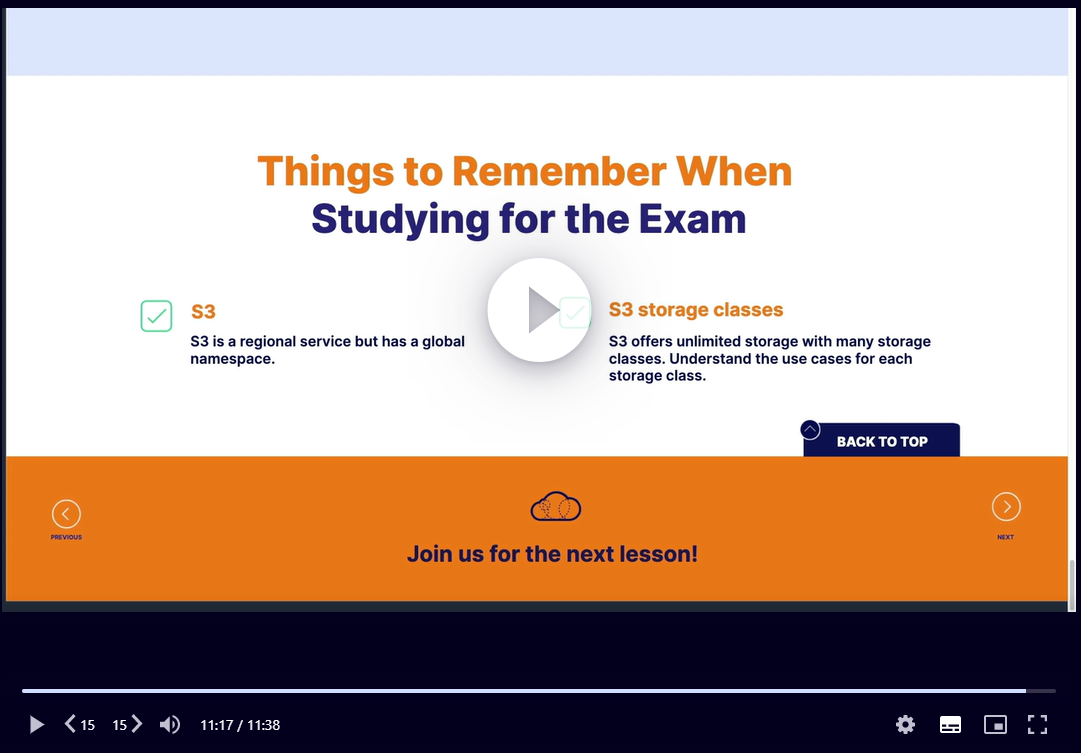 Things to Remember When
Studying for the Exam
S3
S3 is a regional service but has a global
namespace.
S3 storage classes
S3 offers unlimited storage with many storage
classes. Understand the use cases for each
storage class.
BACK TO TOP
PREVIOUS
Join us for the next lesson!
NEXT
15
15
11:17 / 11:38